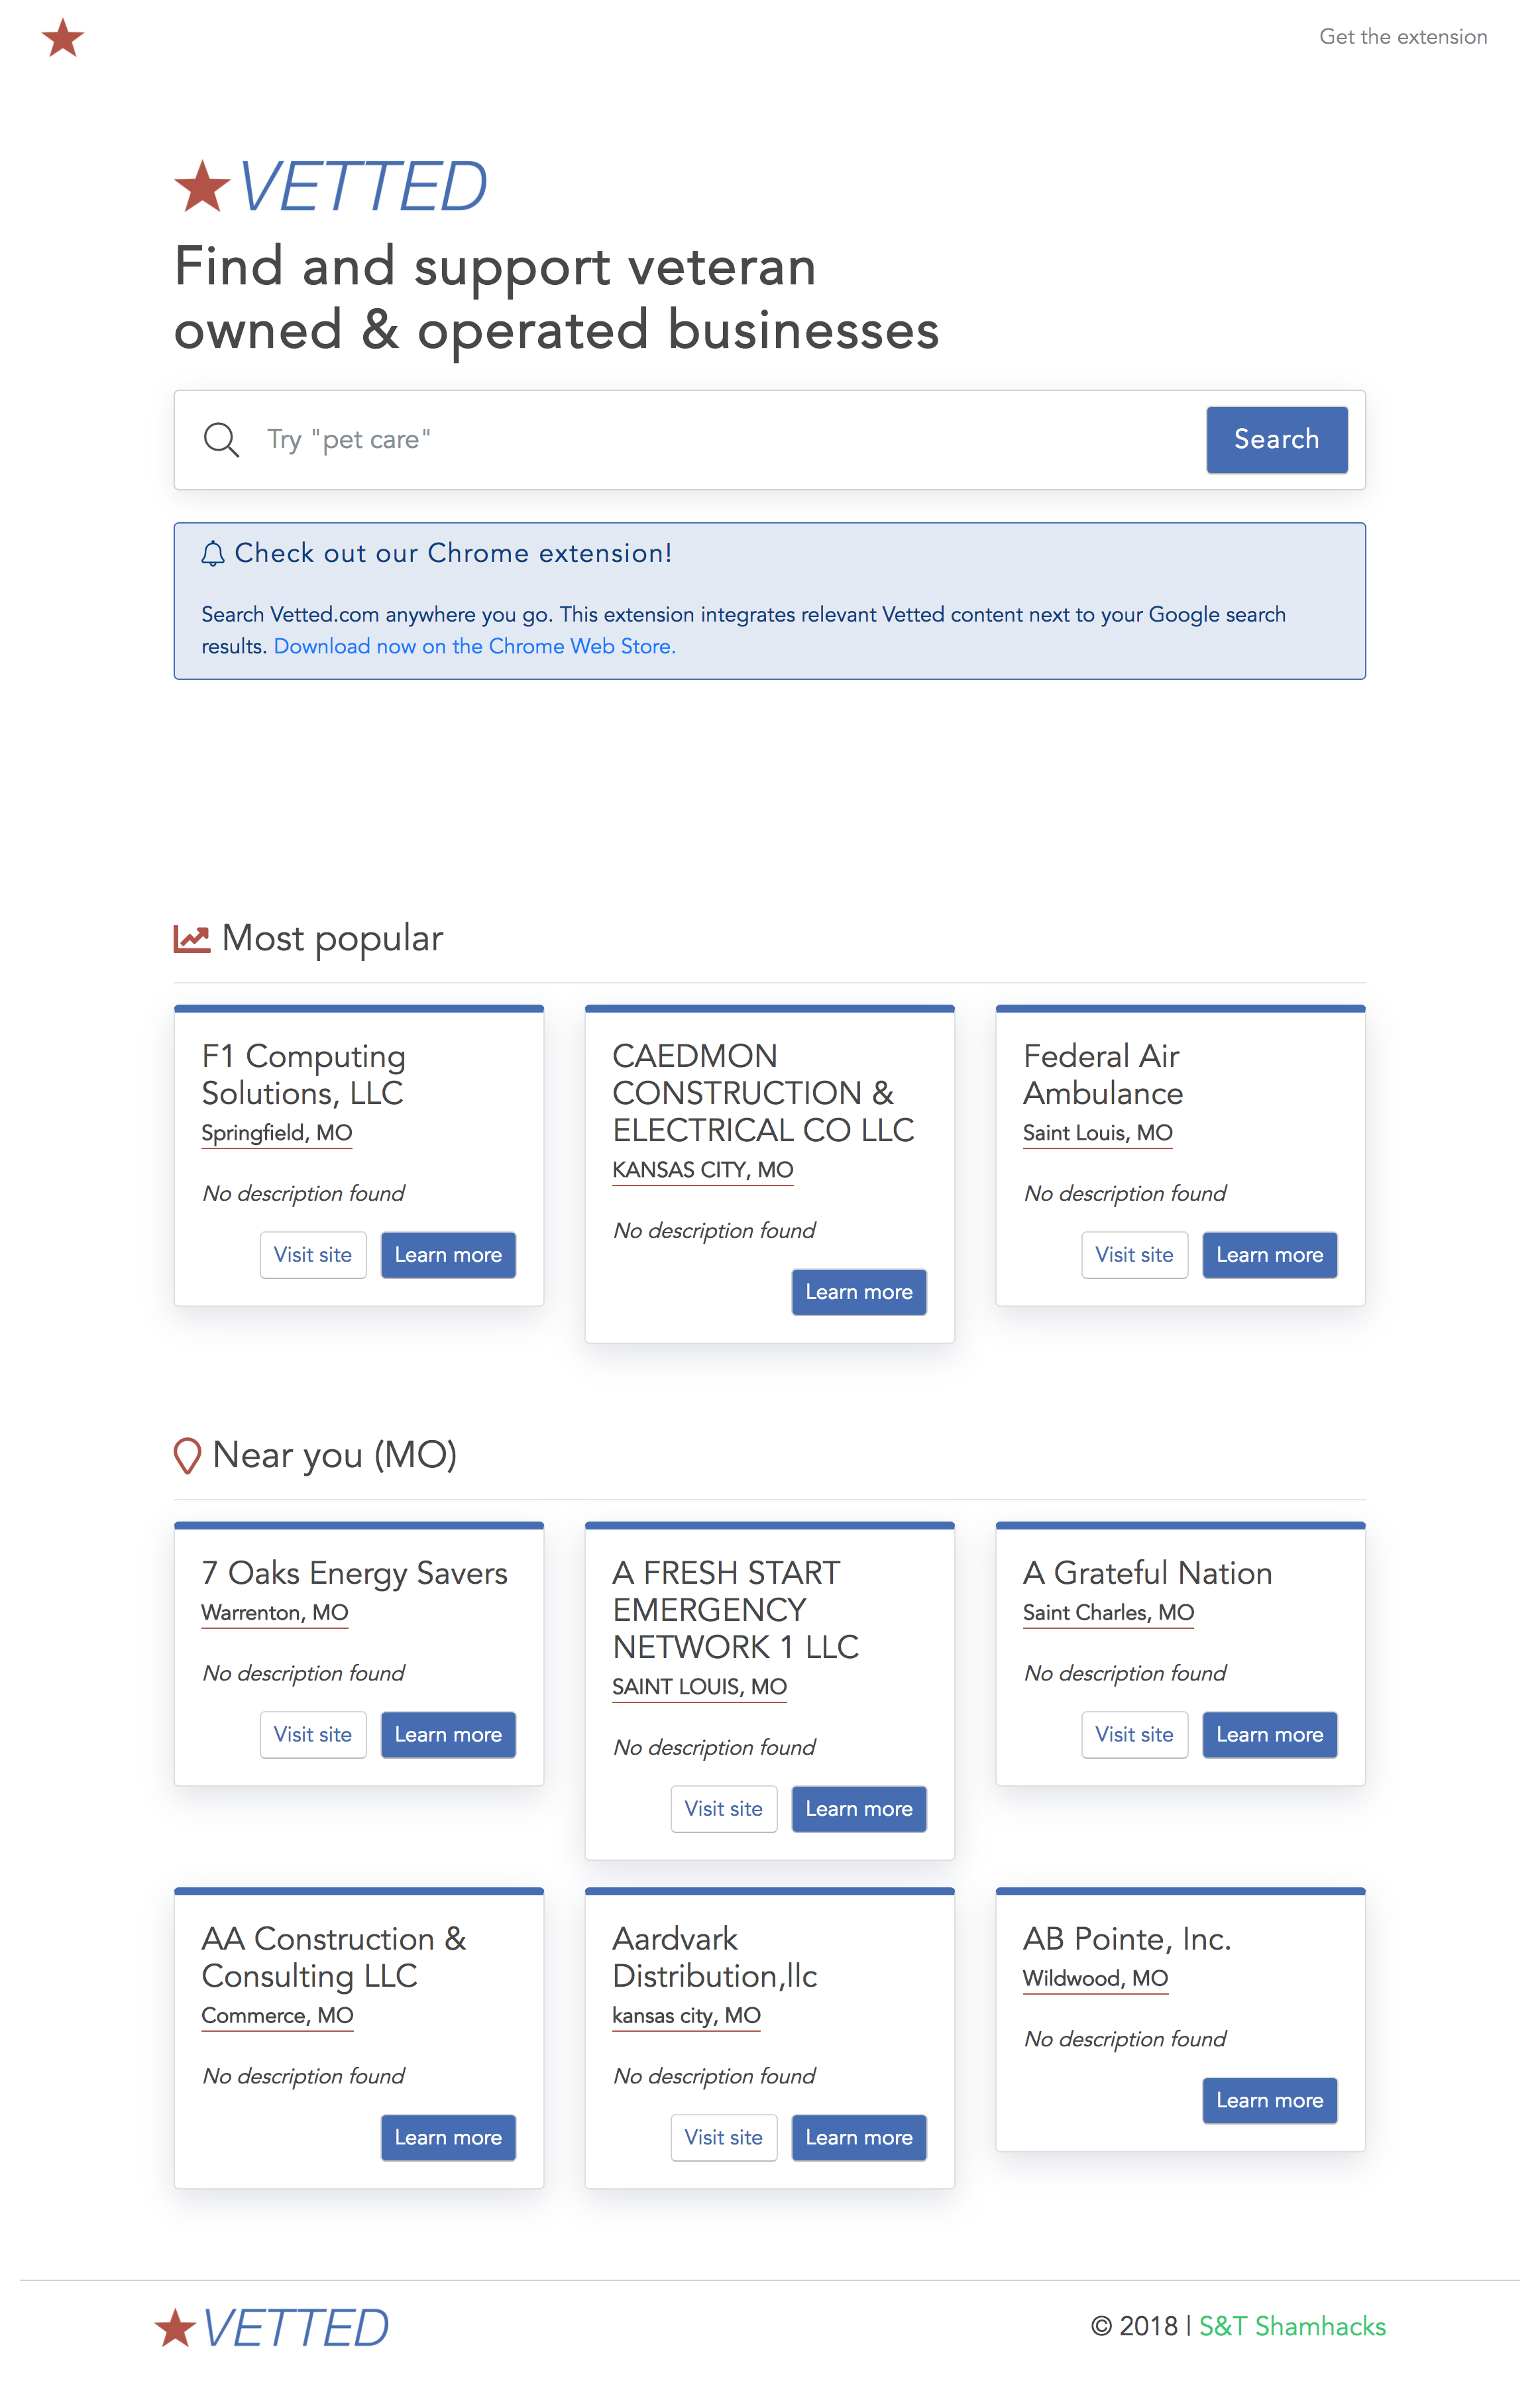 Get the extension
VETTED
Find and support veteran
owned & operated businesses
Try "pet care"
Search
Check out our Chrome extension!
Search Vetted.com anywhere you go. This extension integrates relevant Vetted content next to your Google search
results. Download now on the Chrome Web Store.
Most popular
F1 Computing
Solutions, LLC
Springfield, MO
No description found
Visit site
Learn more
CAEDMON
CONSTRUCTION &
ELECTRICAL CO LLC
KANSAS CITY, MO
No description found
Learn more
Federal Air
Ambulance
Saint Louis, MO
No description found
Visit site
Learn more
Near you (MO)
7 Oaks Energy Savers
Warrenton, MO
No description found
Visit site
Learn more
A FRESH START
EMERGENCY
NETWORK 1 LLC
SAINT LOUIS, MO
No description found
Visit site
Learn more
A Grateful Nation
Saint Charles, MO
No description found
Visit site
Learn more
AA Construction &
Consulting LLC
Commerce, MO
No description found
Learn more
Aardvark
Distribution,llc
kansas city, MO
No description found
Visit site
Learn more
AB Pointe, Inc.
Wildwood, MO
No description found
Learn more
VETTED
© 2018 | S&T Shamhacks